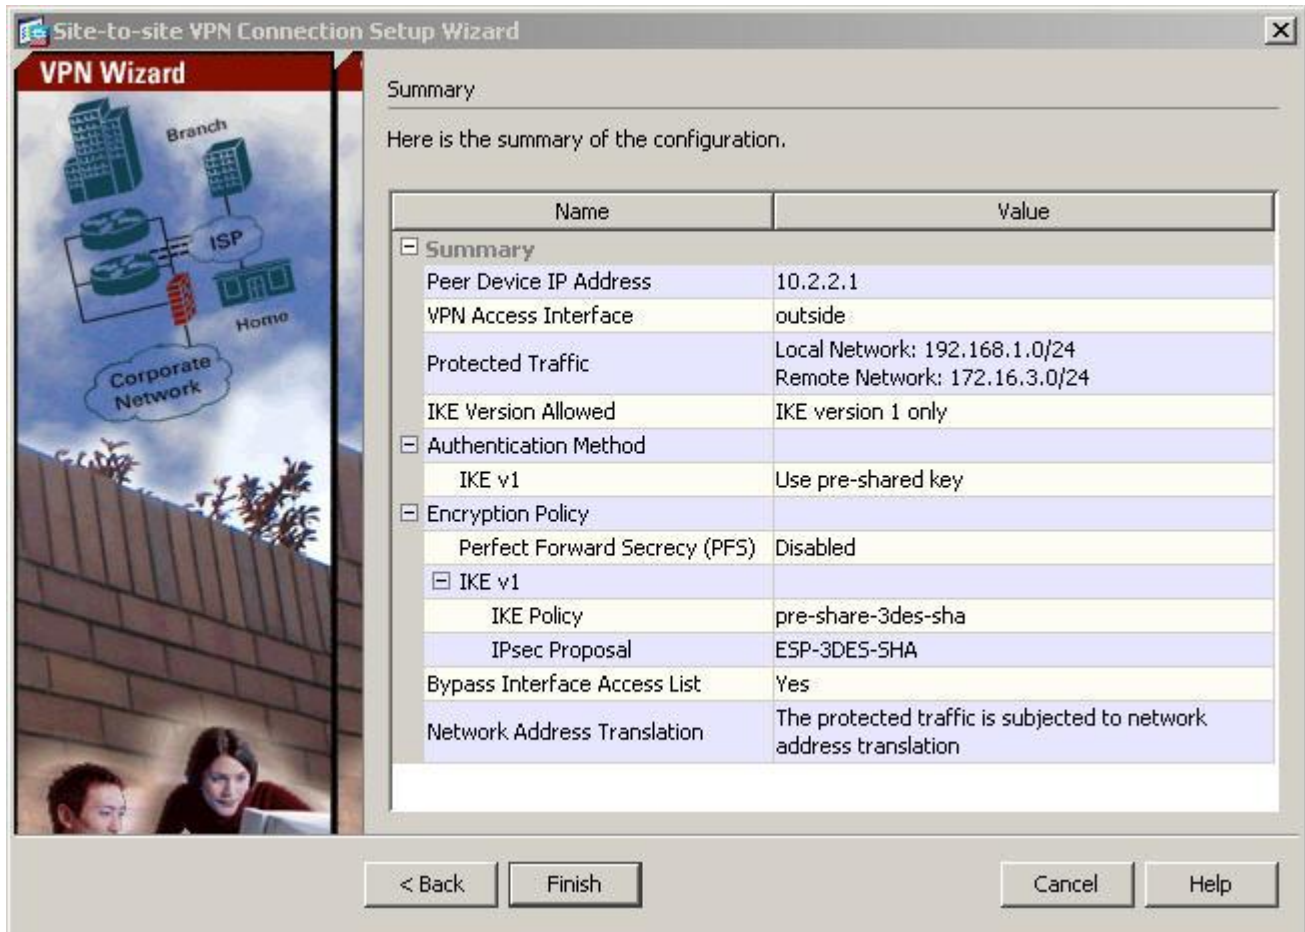 Site-to-site VPN Connection Setup Wizard
VPN Wizard
Branch
ISP
Home
Corporate
Network
Summary
Here is the summary of the configuration.
Name Value
Summary
Peer Device IP Address 10.2.2.1
VPN Access Interface outside
Protected Traffic Local Network: 192.168.1.0/24
Remote Network: 172.16.3.0/24
IKE Version Allowed IKE version 1 only
Authentication Method
IKE v1 Use pre-shared key
Encryption Policy
Perfect Forward Secrecy (PFS) Disabled
IKE v1
IKE Policy pre-share-3des-sha
IPsec Proposal ESP-3DES-SHA
Bypass Interface Access List Yes
Network Address Translation The protected traffic is subjected to network
address translation
< Back Finish Cancel Help